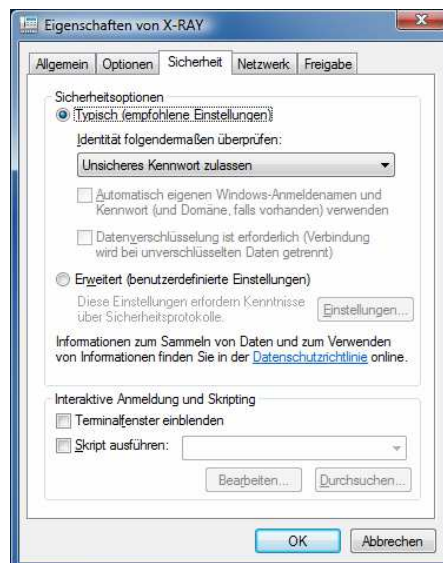 Eigenschaften von X-RAY
Allgemein Optionen Sicherheit Netzwerk Freigabe
Sicherheitsoptionen
Typisch (empfohlene Einstellungen)
Identität folgendermaßen überprüfen:
Unsicheres Kennwort zulassen
Automatisch eigenen Windows-Anmeldenamen und
Kennwort (und Domäne, falls vorhanden) verwenden
Datenverschlüsselung ist erforderlich (Verbindung
wird bei unverschlüsselten Daten getrennt)
Erweitert (benutzerdefinierte Einstellungen)
Diese Einstellungen erfordern Kenntnisse
über Sicherheitsprotokolle.
Einstellungen...
Informationen zum Sammeln von Daten und zum Verwenden
von Informationen finden Sie in der Datenschutzrichtlinie online.
Interaktive Anmeldung und Skripting
Terminalfenster einblenden
Skript ausführen:
Bearbeiten... Durchsuchen...
OK Abbrechen